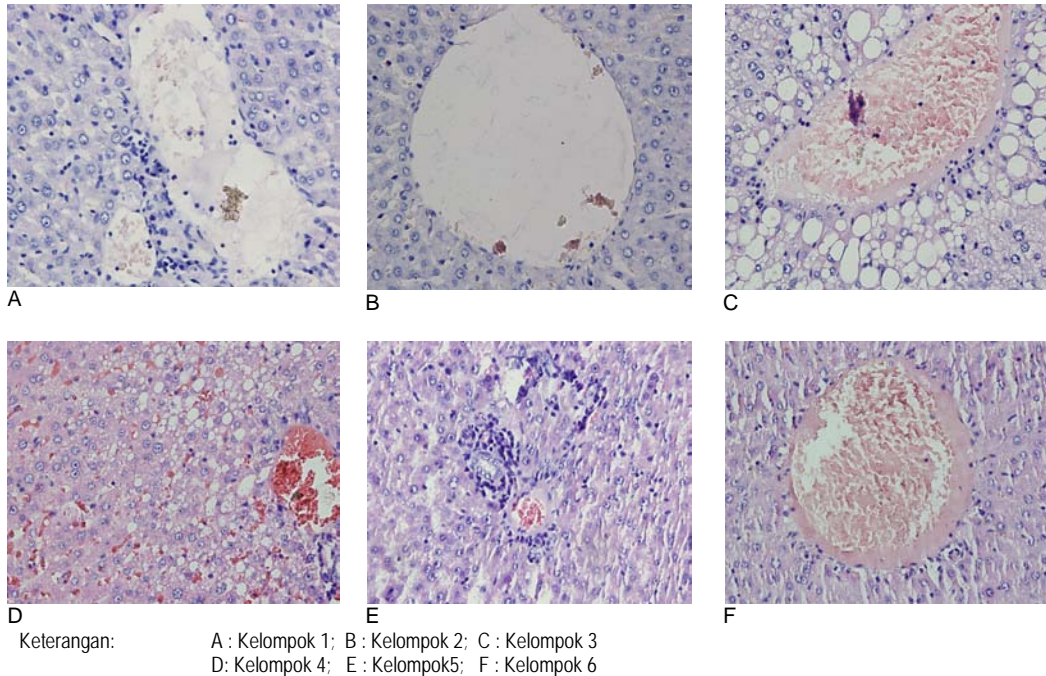 A
B
C
D
E
F
Keterangan: A : Kelompok 1; B : Kelompok 2; C : Kelompok 3
D: Kelompok 4; E : Kelompok5; F : Kelompok 6